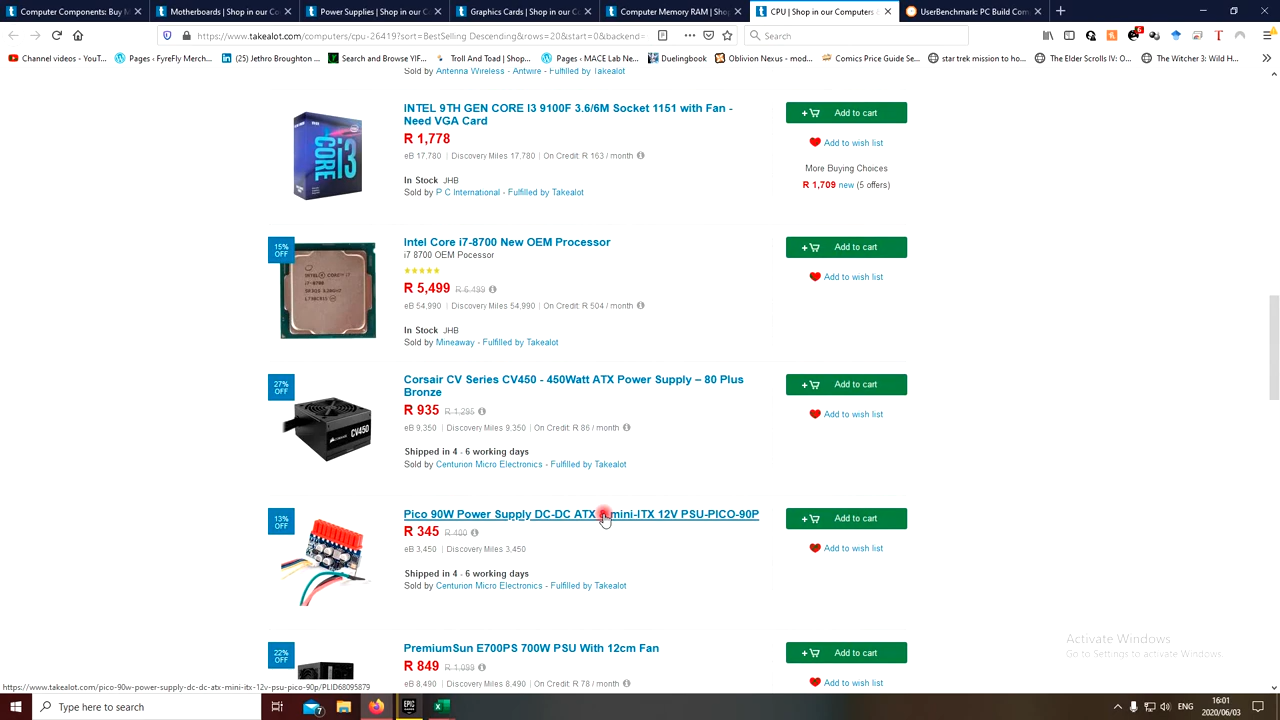 Computer Components: Buy M
Motherboards | Shop in our Com
Power Supplies | Shop in our C
Graphics Cards | Shop in our C
Computer Memory RAM | Shop
CPU | Shop in our Computers
UserBenchmark: PC Build Com
https://www.takealot.com/computers/cpu-26419?sort=BestSelling Descending&rows=20&start=0&backend
Search
Channel videos - YouT...
Pages ‹ FyreFly Merch...
(25) Jethro Broughton ...
Search and Browse YIF...
Troll And Toad | Shop...
Pages ‹ MACE Lab Ne...
Duelingbook
Oblivion Nexus - mod...
Comics Price Guide Se...
star trek mission to ho...
The Elder Scrolls IV: O...
The Witcher 3: Wild H...
Sold by Antenna Wireless - Antwire - Fulfilled by Takealot
INTEL 9TH GEN CORE I3 9100F 3.6/6M Socket 1151 with Fan -
Need VGA Card
R 1,778
eB 17,780 | Discovery Miles 17,780 | On Credit: R 163 / month
In Stock JHB
Sold by P C International - Fulfilled by Takealot
Add to cart
Add to wish list
More Buying Choices
R 1,709 new (5 offers)
15%
OFF
Intel Core i7-8700 New OEM Processor
i7 8700 OEM Pocessor
R 5,499 R 6,499
eB 54,990 | Discovery Miles 54,990 | On Credit: R 504 / month
In Stock JHB
Sold by Mineaway - Fulfilled by Takealot
Add to cart
Add to wish list
27%
OFF
Corsair CV Series CV450 - 450Watt ATX Power Supply – 80 Plus
Bronze
R 935 R 1,295
eB 9,350 | Discovery Miles 9,350 | On Credit: R 86 / month
Shipped in 4 - 6 working days
Sold by Centurion Micro Electronics - Fulfilled by Takealot
Add to cart
Add to wish list
CV450
13%
OFF
Pico 90W Power Supply DC-DC ATX mini-ITX 12V PSU-PICO-90P
R 345 R 400
eB 3,450 | Discovery Miles 3,450
Shipped in 4 - 6 working days
Sold by Centurion Micro Electronics - Fulfilled by Takealot
Add to cart
Add to wish list
22%
OFF
PremiumSun E700PS 700W PSU With 12cm Fan
R 849 R 1,099
eB 8,490 | Discovery Miles 8,490 | On Credit: R 78 / month
Add to cart
Add to wish list
Activate Windows
Go to Settings to activate Windows.
https://www.takealot.com/pico-90w-power-supply-dc-dc-atx-mini-itx-12v-psu-pico-90p/PLID68095879
Type here to search
ENG
16:01
2020/06/03